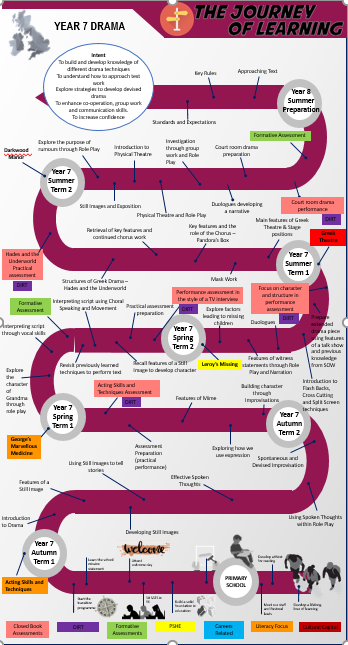 YEAR 7 DRAMA
THE JOURNEY
OF LEARNING
Intent
To build and develop knowledge of
different drama techniques
To understand how to approach test
work
Explore strategies to develop devised
drama
To enhance co-operation, group work
and communication skills.
To increase confidence
Key Rules
Approaching Text
Year 8
Summer
Preparation
Standards and Expectations
Formative Assessment
Darkwood
Manor
Explore the purpose of
rumours through Role Play
Introduction to
Physical Theatre
Investigation
through group
work and Role
Play
Court room drama
preparation
Year 7
Summer
Term 2
Still Images and Exposition
Physical Theatre and Role Play
Duologues developing
a narrative
Court room drama
performance
DIRT
Greek
Theatre
Retrieval of key features and
continued chorus work
Key features and the
role of the Chorus –
Pandora's Box
Main features of Greek
Theatre & Stage
positions
Year 7
Summer
Term 1
Hades and the
Underworld
Practical
assessment
DIRT
Structures of Greek Drama –
Hades and the Underworld
Mask Work
Formative
Assessment
Interpreting script using Choral
Speaking and Movement
Practical assessment
preparation
Performance assessment in
the style of a TV interview
DIRT
Explore factors
leading to missing
children
Focus on character
and structure in
performance
assessment
DIRT
Duologues
Interpreting script
through vocal skills
Year 7
Spring
Term 2
Revisit previously learned
techniques to perform text
Recall features of a Still
Image to develop character
Leroy's Missing
Features of witness
statements through Role
Play and Narration
Prepare
extended
drama piece
using features
of a talk show
and previous
knowledge
from SOW
Explore
the
character
of
Grandma
through
role play
Acting Skills and
Techniques Assessment
DIRT
Features of Mime
Building character
through
improvisations
Introduction to
Flash Backs,
Cross Cutting
and Split Screen
techniques
Year 7
Spring
Term 1
Year 7
Autumn
Term 2
George's
Marvellous
Medicine
Assessment
Preparation
(practical
performance)
Exploring how we
use expression
Spontaneous and
Devised improvisation
Using Still Images to tell
stories
Effective Spoken
Thoughts
Features of a
Still Image
Using Spoken Thoughts
within Role Play
Introduction
to Drama
Developing Still Images
Year 7
Autumn
Term 1
welcome
Acting Skills and
Techniques
PRIMARY
SCHOOL
Closed Book
Assessments
DIRT
Formative
Assessments
PSHE
Careers
Related
Literacy Focus
Cultural Capital